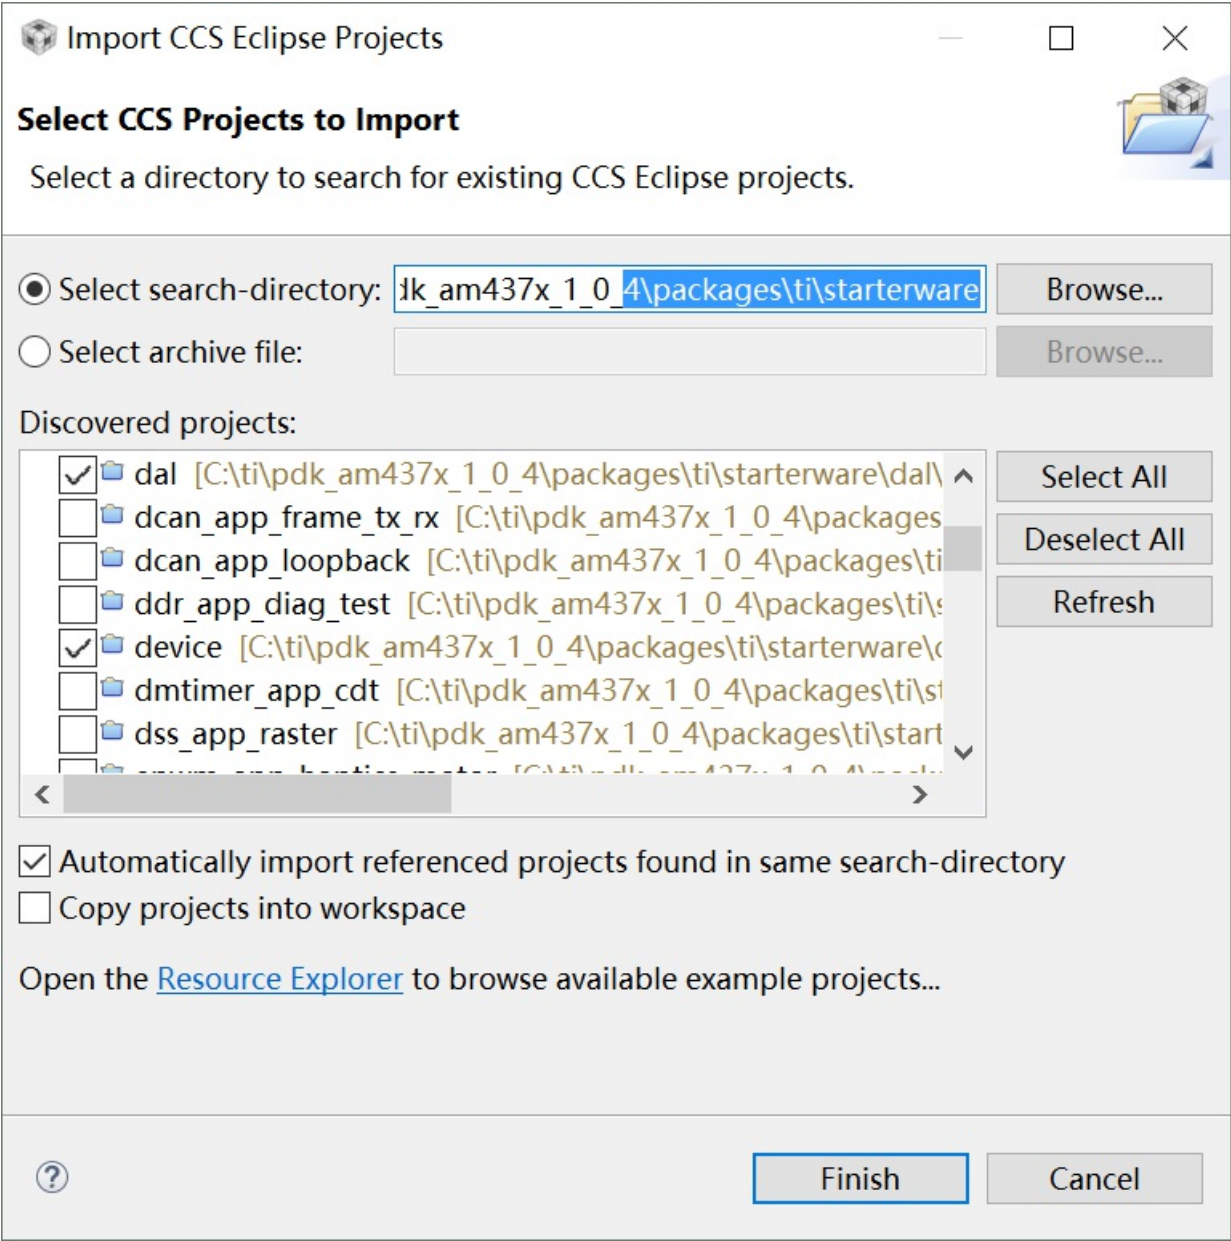 Import CCS Eclipse Projects
Select CCS Projects to Import
Select a directory to search for existing CCS Eclipse projects.
Select search-directory: dk_am437x_1_0_4\packages\ti\starterware Browse...
Select archive file: Browse...
Discovered projects:
dal [C:\ti\pdk_am437x_1_0_4\packages\ti\starterware\dal\ Select All
dcan_app_frame_tx_rx [C:\ti\pdk_am437x_1_0_4\packages
dcan_app_loopback [C:\ti\pdk_am437x_1_0_4\packages\ti Deselect All
ddr_app_diag_test [C:\ti\pdk_am437x_1_0_4\packages\ti\s Refresh
device [C:\ti\pdk_am437x_1_0_4\packages\ti\starterware\d
dmtimer_app_cdt [C:\ti\pdk_am437x_1_0_4\packages\ti\st
dss_app_raster [C:\ti\pdk_am437x_1_0_4\packages\ti\start
Automatically import referenced projects found in same search-directory
Copy projects into workspace
Open the Resource Explorer to browse available example projects...
Finish Cancel